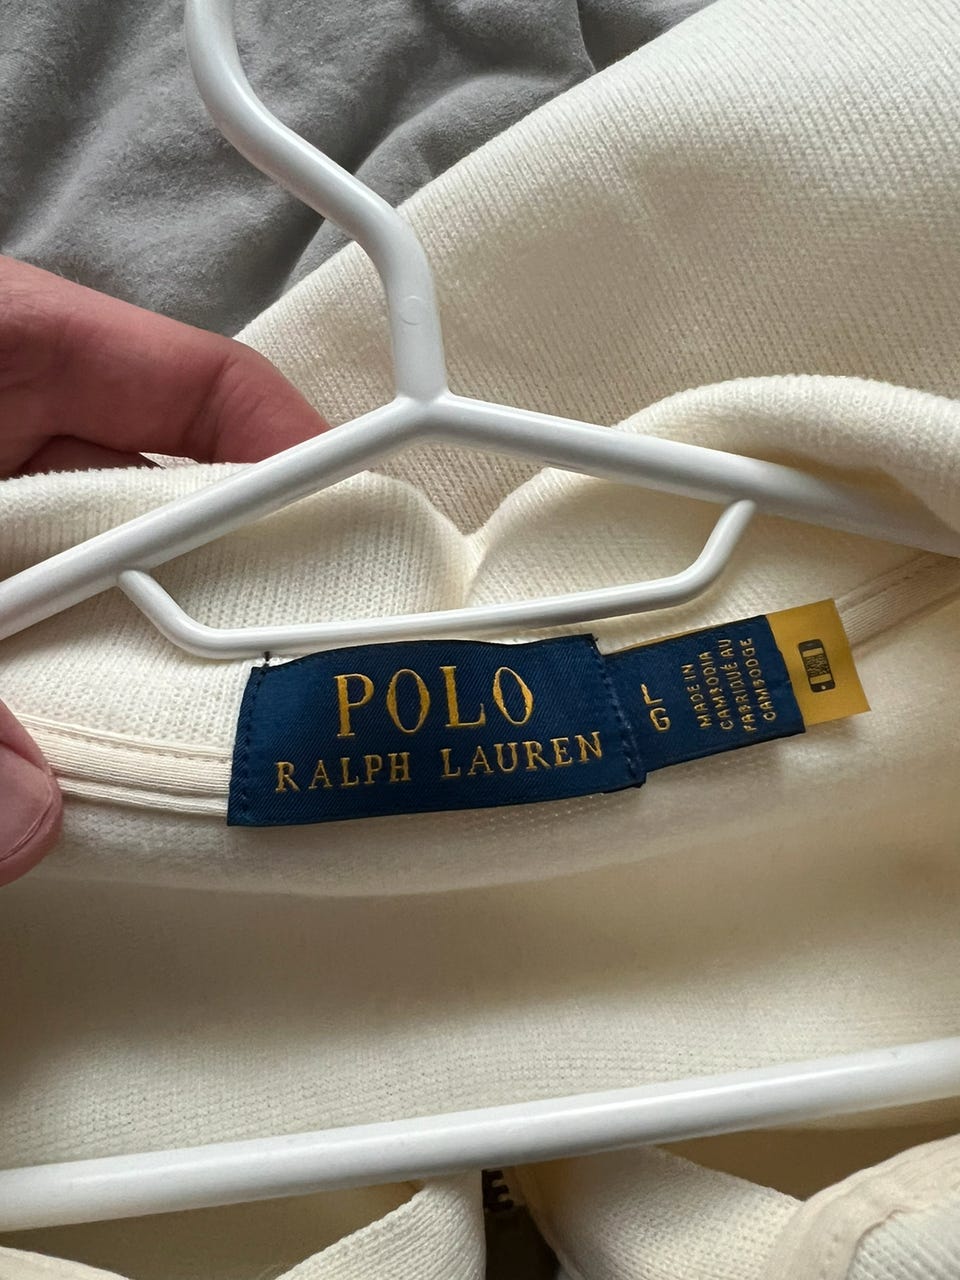 POLO
RALPH LAUREN
L
G
MADE IN
CAMBODIA
FABRIQUÉ AU
CAMBODGE